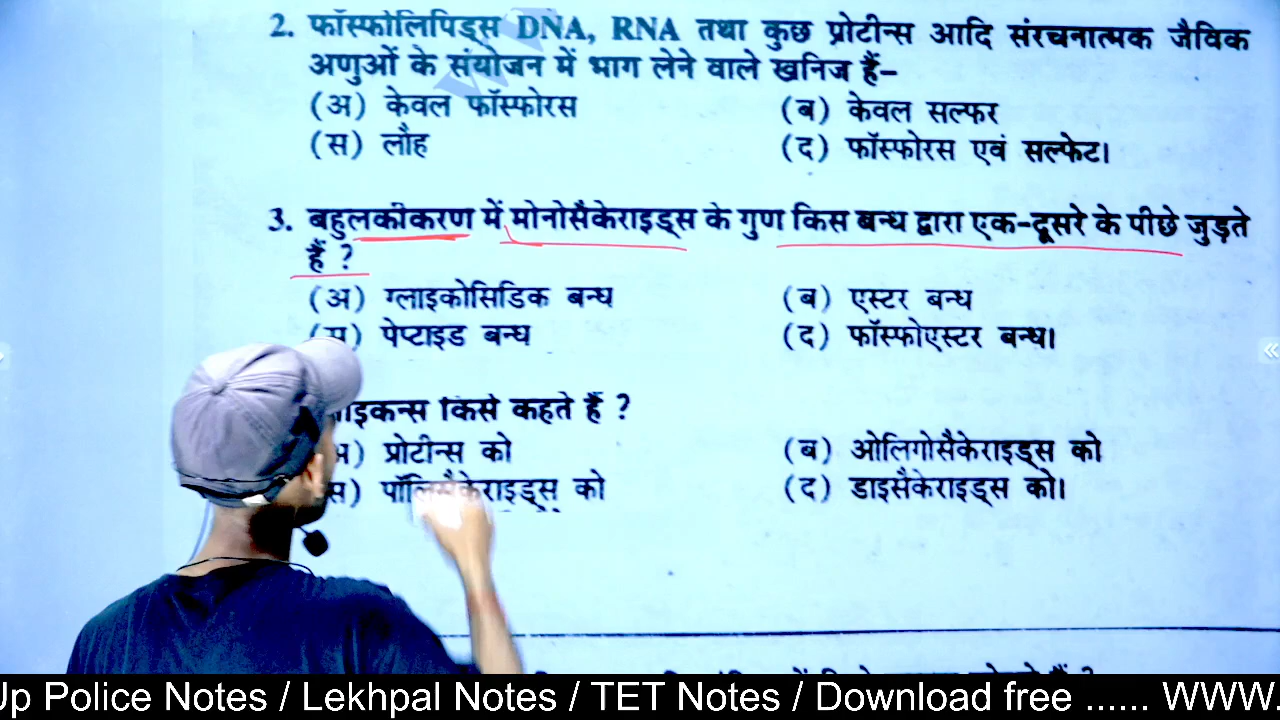 2. फॉस्फोलिपिड्स DNA, RNA तथा कुछ प्रोटीन्स आदि संरचनात्मक जैविक
अणुओं के संयोजन में भाग लेने वाले खनिज हैं–
(अ) केवल फॉस्फोरस (ब) केवल सल्फर
(स) लौह (द) फॉस्फोरस एवं सल्फेट।
3. बहुलकीकरण में मोनोसैकेराइड्स के गुण किस बन्ध द्वारा एक-दूसरे के पीछे जुड़ते
हैं ?
(अ) ग्लाइकोसिडिक बन्ध (ब) एस्टर बन्ध
(स) पेप्टाइड बन्ध (द) फॉस्फोएस्टर बन्ध।
किसे कहते हैं ?
(अ) प्रोटीन्स को (ब) ओलिगोसैकेराइड्स को
(स) पॉलिसैकेराइड्स को (द) डाइसैकेराइड्स को।
Up Police Notes / Lekhpal Notes / TET Notes / Download free ...... WWW.